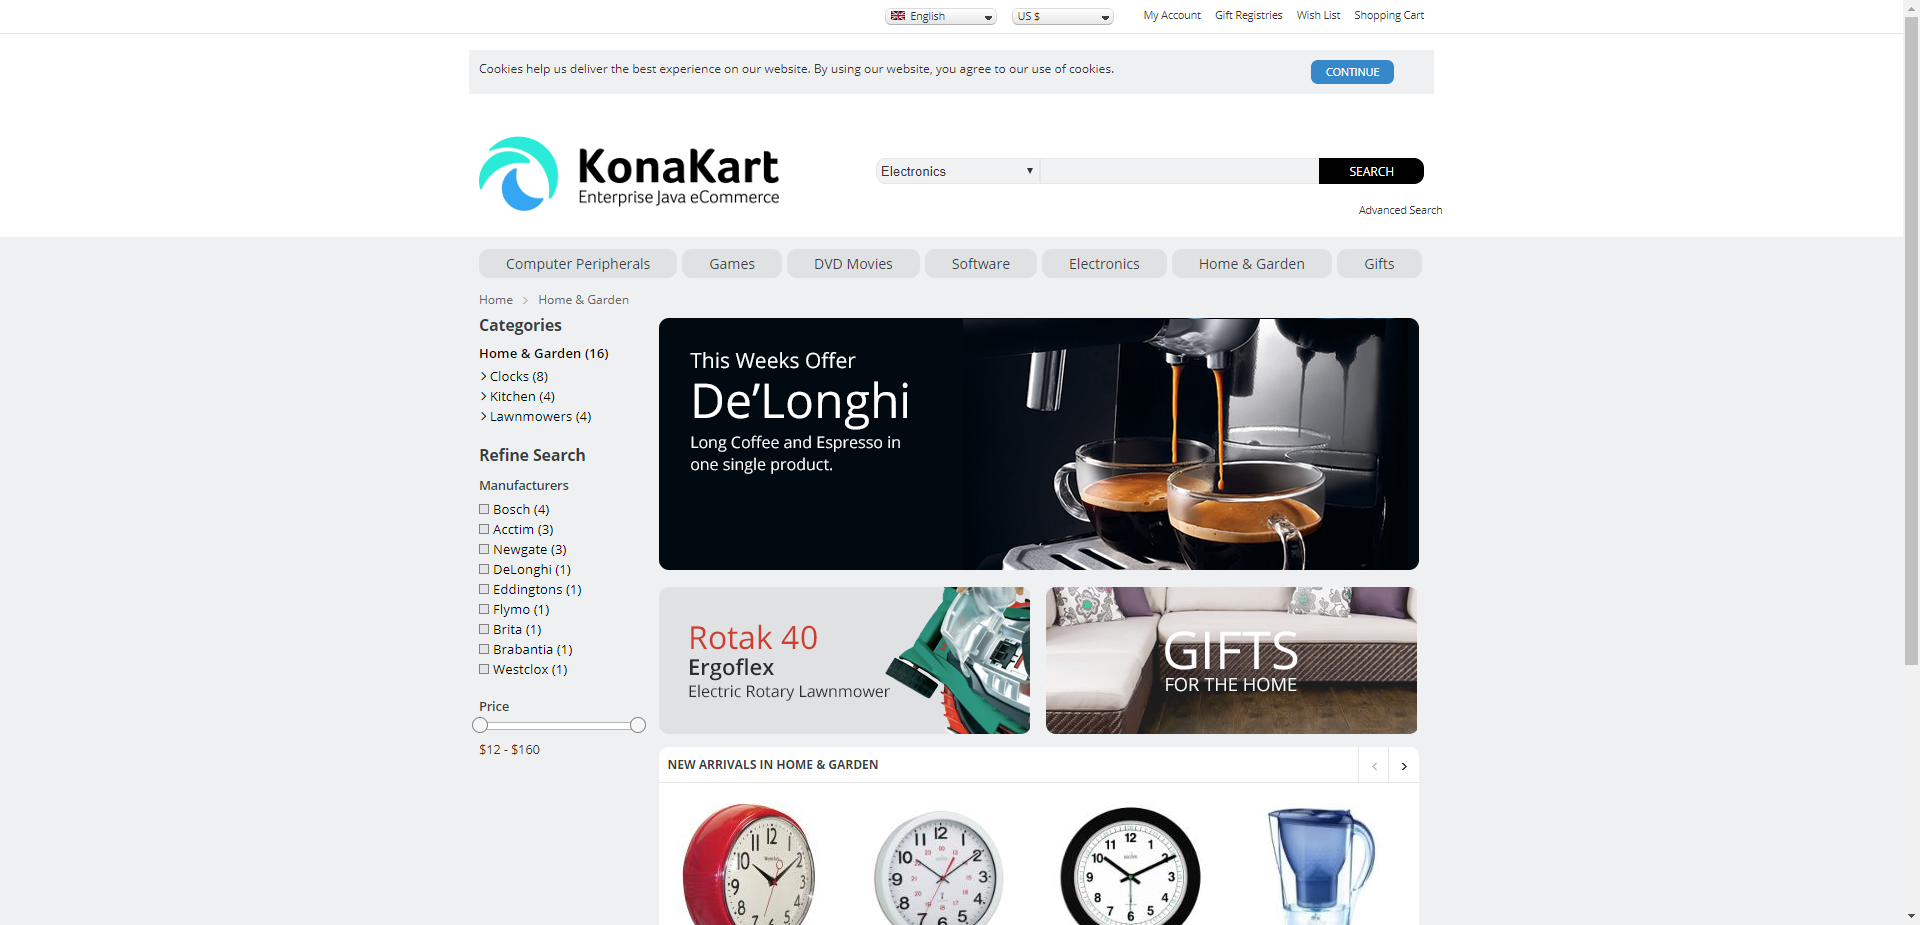 English
US $
My Account
Gift Registries
Wish List
Shopping Cart
Cookies help us deliver the best experience on our website. By using our website, you agree to our use of cookies.
CONTINUE
KonaKart
Enterprise Java eCommerce
Electronics
SEARCH
Advanced Search
Computer Peripherals
Games
DVD Movies
Software
Electronics
Home & Garden
Gifts
Home > Home & Garden
Categories
Home & Garden (16)
> Clocks (8)
> Kitchen (4)
> Lawnmowers (4)
Refine Search
Manufacturers
Bosch (4)
Acctim (3)
Newgate (3)
DeLonghi (1)
Eddingtons (1)
Flymo (1)
Brita (1)
Brabantia (1)
Westclox (1)
Price
$12 - $160
This Weeks Offer
De'Longhi
Long Coffee and Espresso in
one single product.
Rotak 40
Ergoflex
Electric Rotary Lawnmower
GIFTS
FOR THE HOME
NEW ARRIVALS IN HOME & GARDEN